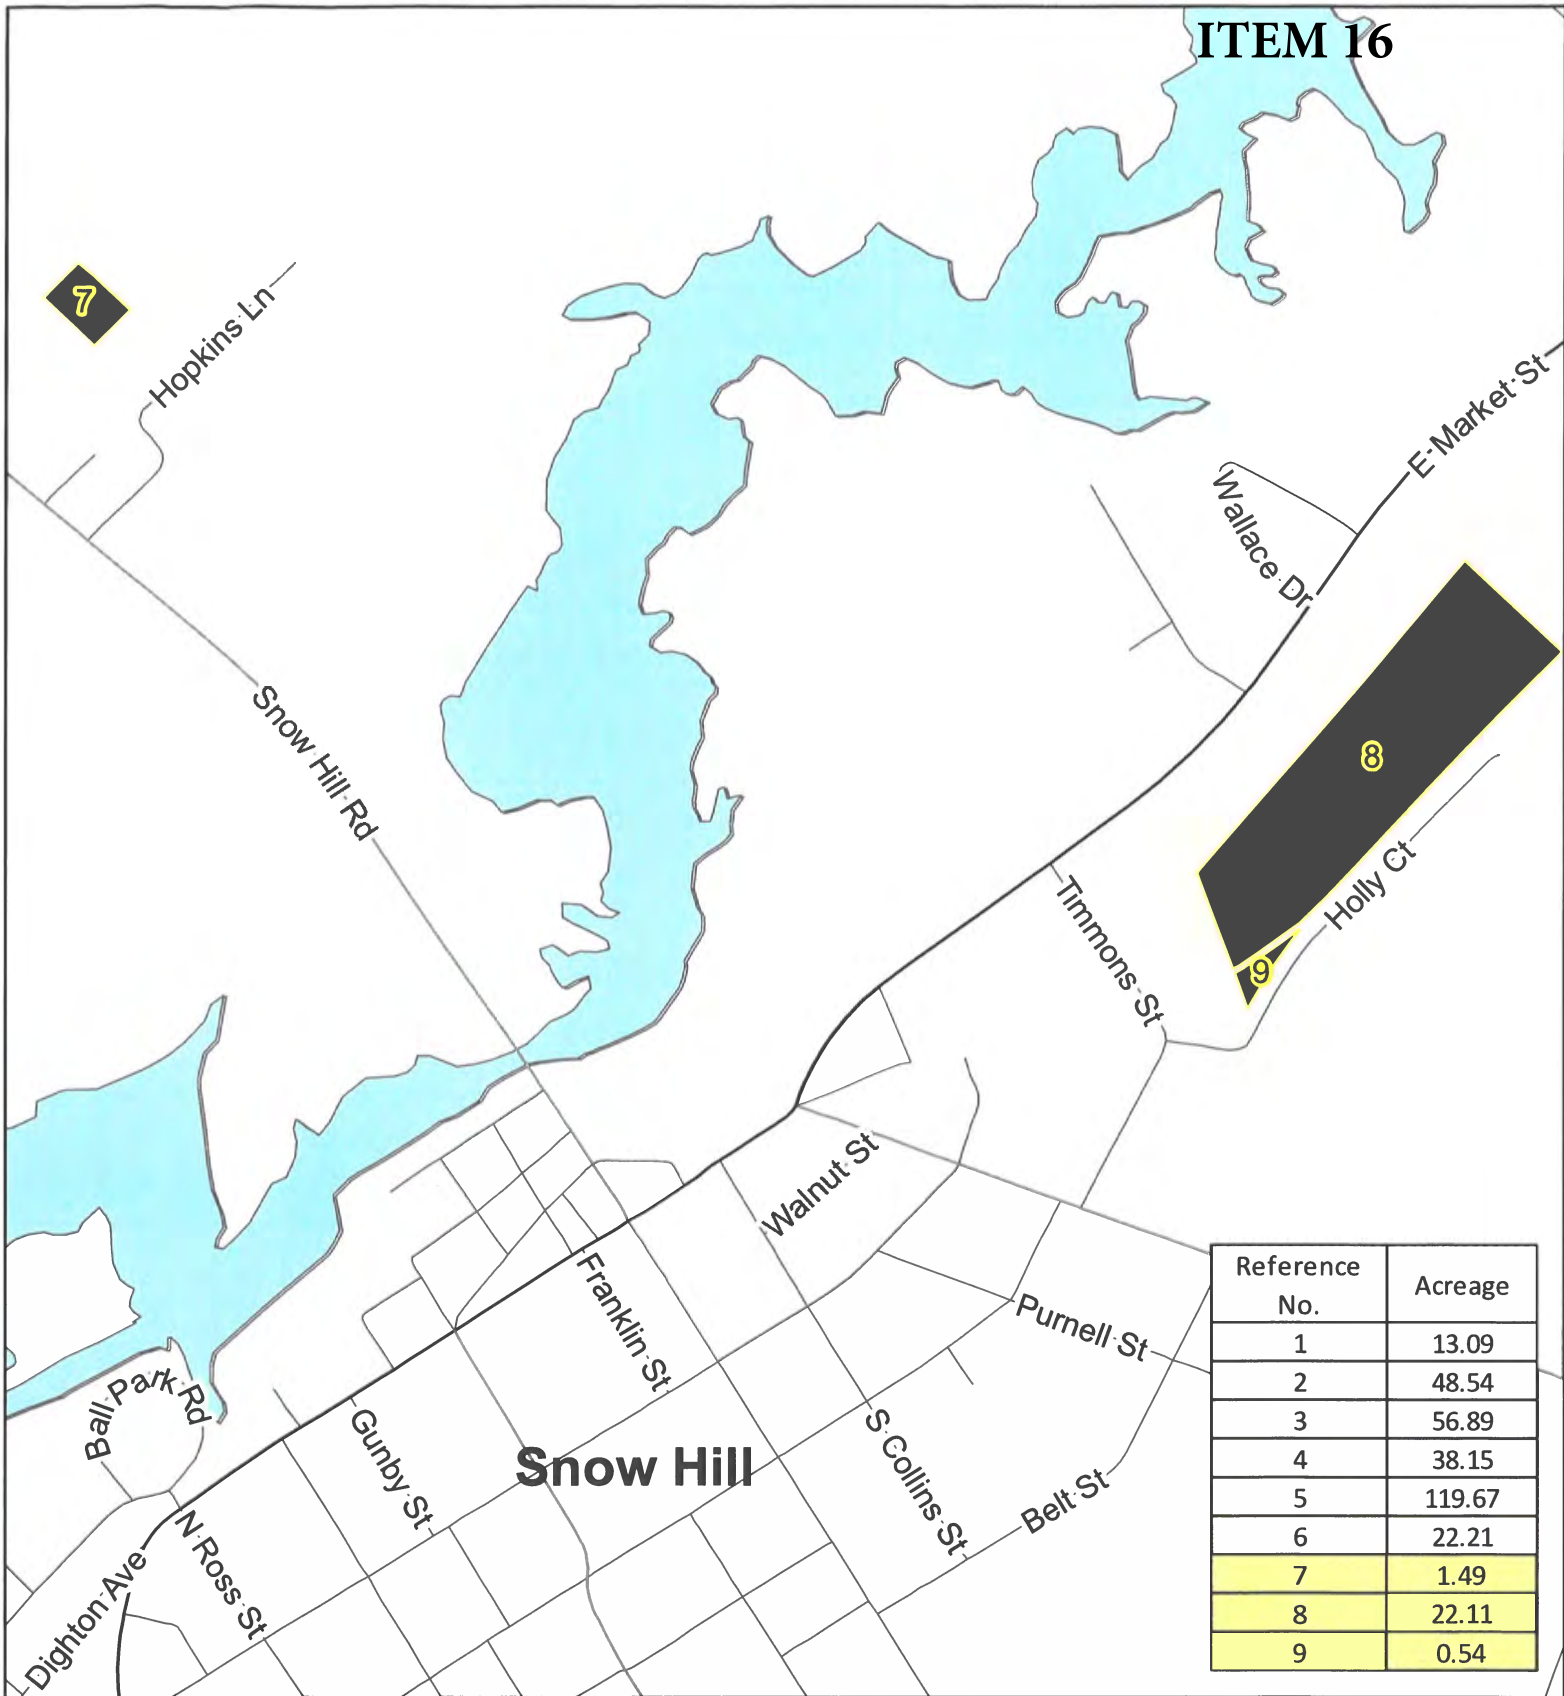 ITEM 16
7
Hopkins Ln
E Market St
Wallace Dr
Snow Hill Rd
8
Holly Ct
9
Timmons St
Walnut St
Franklin St
Purnell St
Ball Park Rd
Gunby St
Snow Hill
S Collins St
Belt St
N Ross St
Dighton Ave
Reference No. Acreage
1 13.09
2 48.54
3 56.89
4 38.15
5 119.67
6 22.21
7 1.49
8 22.11
9 0.54